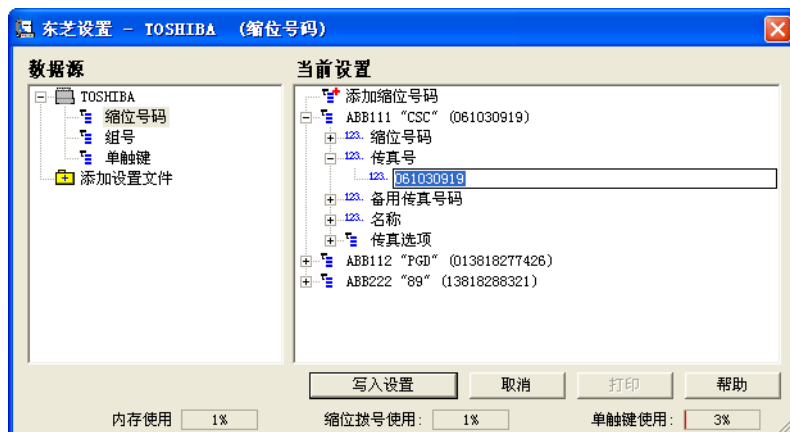 东芝设置 - TOSHIBA (缩位号码)
数据源
当前设置
TOSHIBA
缩位号码
组号
单触键
添加设置文件
添加缩位号码
ABB111 "CSC" (061030919)
123.. 缩位号码
123.. 传真号
123.. 061030919
123.. 备用传真号码
123.. 名称
传真选项
ABB112 "PGD" (013818277426)
ABB222 "89" (13818288321)
写入设置 取消 打印 帮助
内存使用 1% 缩位拨号使用: 1% 单触键使用: 3%